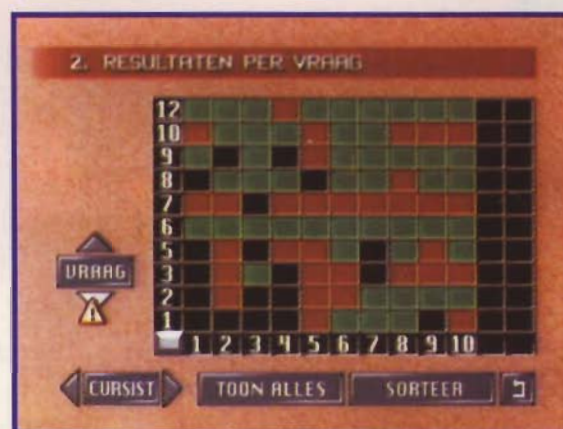 2. RESULTATEN PER VRAAG
12
10
9
8
7
6
5
3
2
1
VRAAG
1 2 3 4 5 6 7 8 9 10
CURSIST TOON ALLES SORTEER